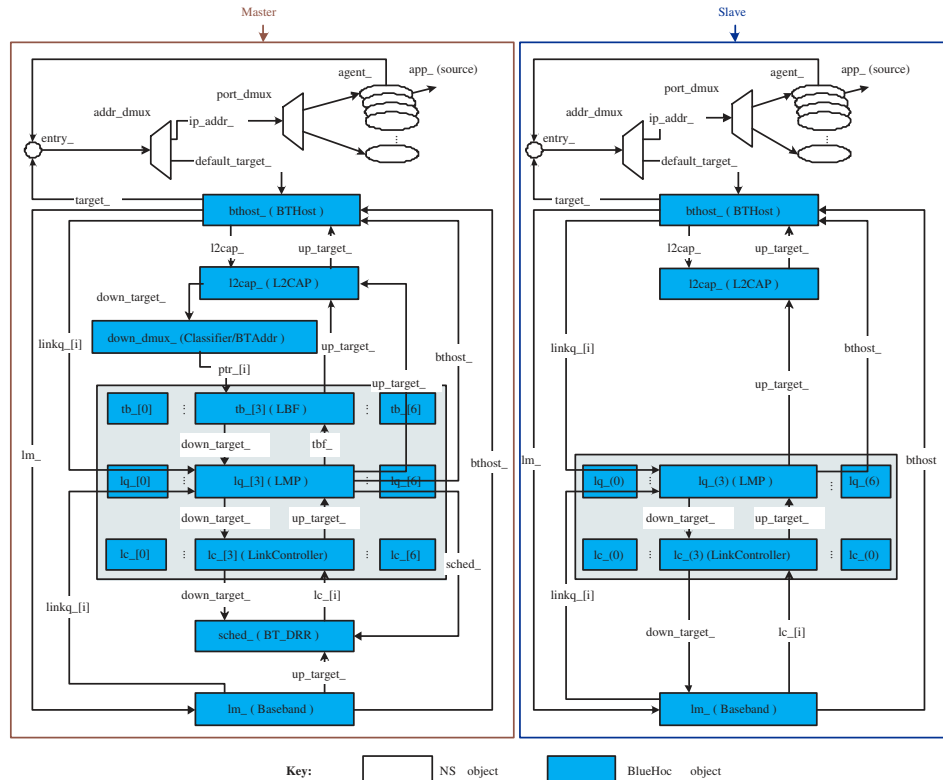 Master
Slave
agent_
app_ (source)
port_dmux
addr_dmux
ip_addr_
entry_
default_target_
target_
bthost_ ( BTHost )
l2cap_
up_target_
l2cap_ ( L2CAP )
down_target_
down_dmux_ (Classifier/BTAddr )
linkq_[i]
up_target_
bthost_
ptr_[i]
up_target_
tb_[0]
⋮
tb_[3] ( LBF )
⋮
tb_[6]
down_target_
tbf_
lm_
bthost_
lq_[0]
⋮
lq_[3] ( LMP )
lq_[6]
down_target_
up_target_
lc_[0]
⋮
lc_[3] ( LinkController )
⋮
lc_[6]
sched_
down_target_
lc_[i]
linkq_[i]
sched_ ( BT_DRR )
up_target_
lm_ ( Baseband )
agent_
app_ (source)
port_dmux
addr_dmux
ip_addr_
entry_
default_target_
target_
bthost_ ( BTHost )
l2cap_
up_target_
l2cap_ ( L2CAP )
linkq_[i]
bthost_
up_target_
lm_
bthost
lq_(0)
⋮
lq_(3) ( LMP )
⋮
lq_(6)
down_target_
up_target_
lc_(0)
⋮
lc_(3) (LinkController)
⋮
lc_(0)
linkq_[i]
down_target_
lc_[i]
lm_ ( Baseband )
Key:
NS object
BlueHoc object